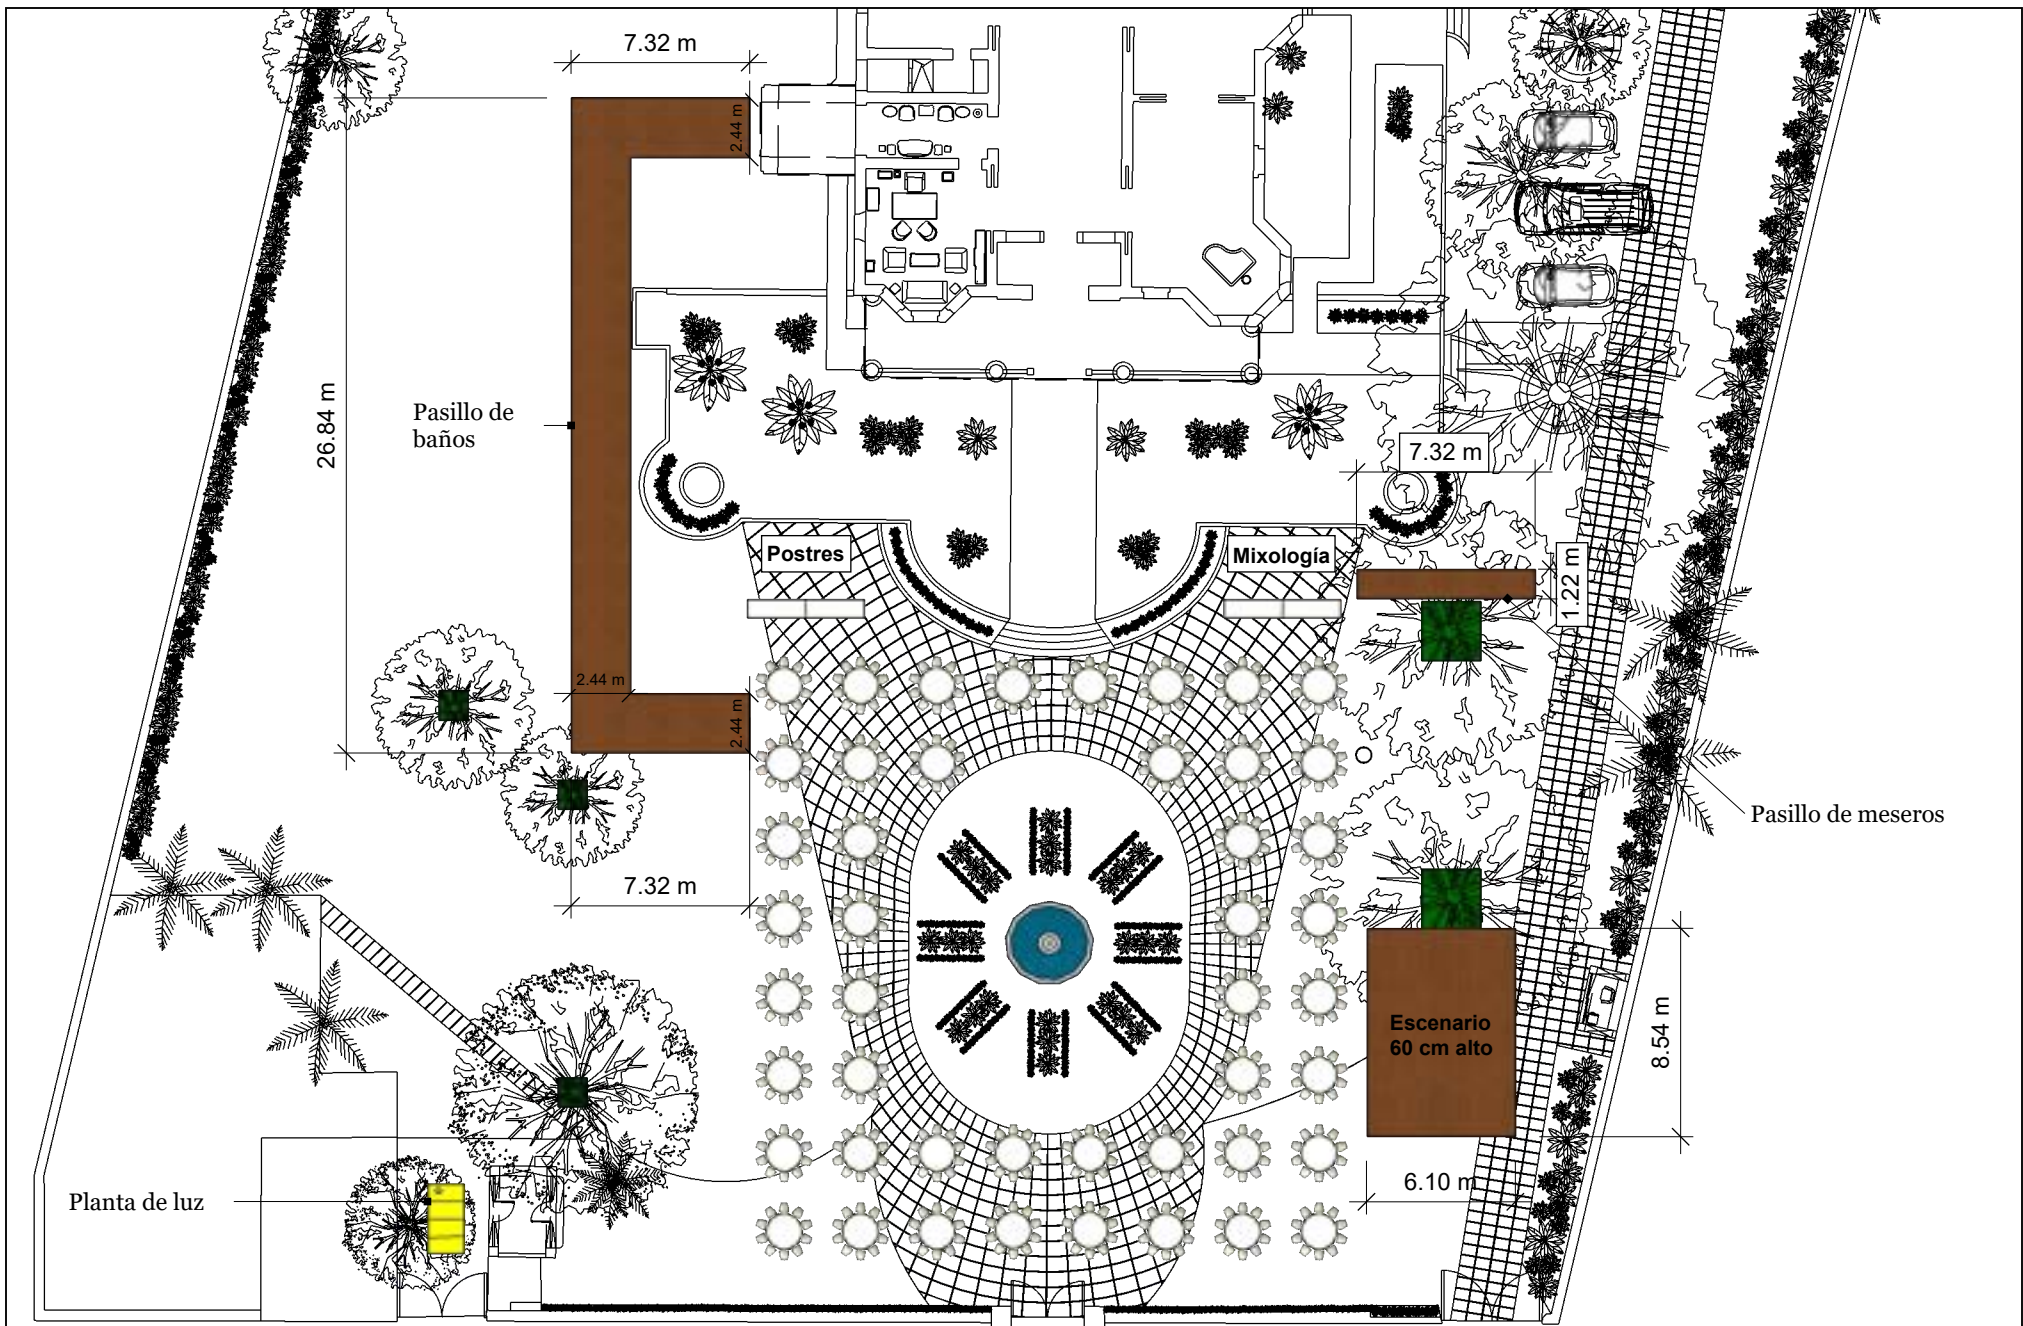 7.32 m
2.44 m
26.84 m
Pasillo de
baños
7.32 m
Postres
Mixología
1.22 m
2.44 m
2.44 m
Pasillo de meseros
7.32 m
Escenario
60 cm alto
8.54 m
6.10 m
Planta de luz